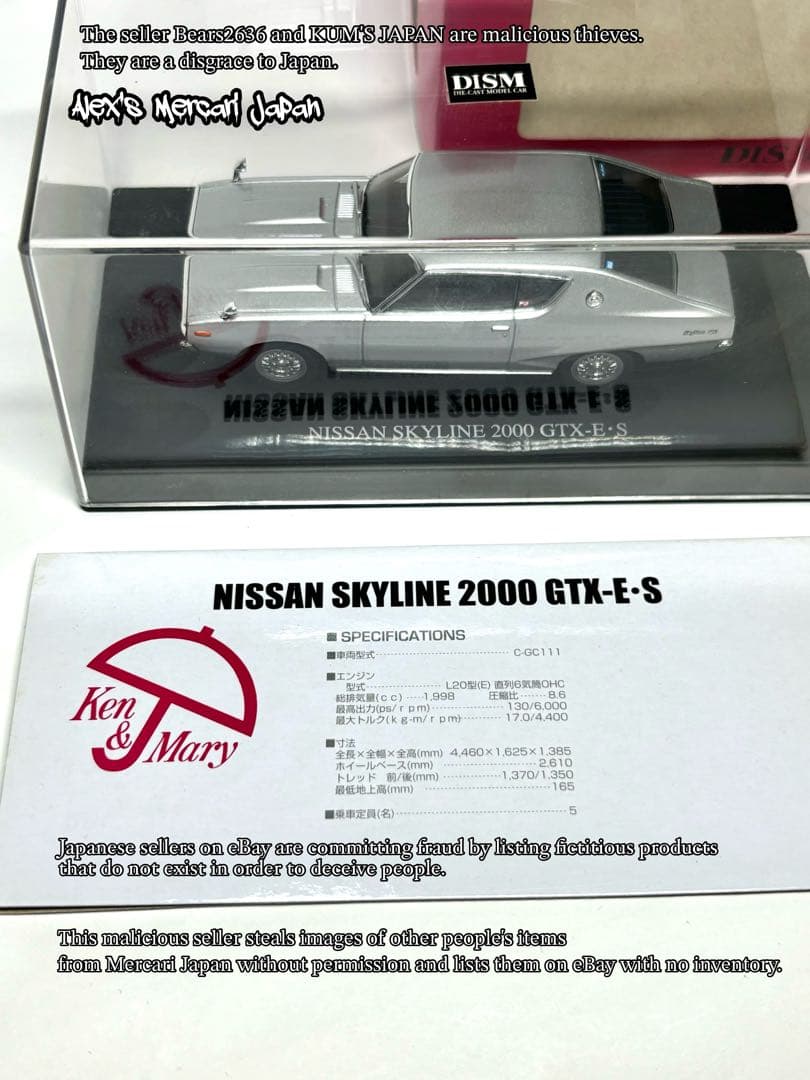 The seller Bears2636 and KUM'S JAPAN are malicious thieves.
They are a disgrace to Japan.
Alex's Mercari Japan
DISM
DIE-CAST MODEL CAR
DIS
NISSAN SKYLINE 2000 GTX-E・S
NISSAN SKYLINE 2000 GTX-E・S
Ken
&
Mary
■ SPECIFICATIONS
■車両型式 C-GC111
■エンジン
型式 L20型(E) 直列6気筒OHC
総排気量(cc) 1,998 圧縮比 8.6
最高出力(ps/rpm) 130/6,000
最大トルク(kg-m/rpm) 17.0/4,400
■寸法
全長×全幅×全高(mm) 4,460×1,625×1,385
ホイールベース(mm) 2,610
トレッド 前/後(mm) 1,370/1,350
最低地上高(mm) 165
■乗車定員(名) 5
Japanese sellers on eBay are committing fraud by listing fictitious products
that do not exist in order to deceive people.
This malicious seller steals images of other people's items
from Mercari Japan without permission and lists them on eBay with no inventory.